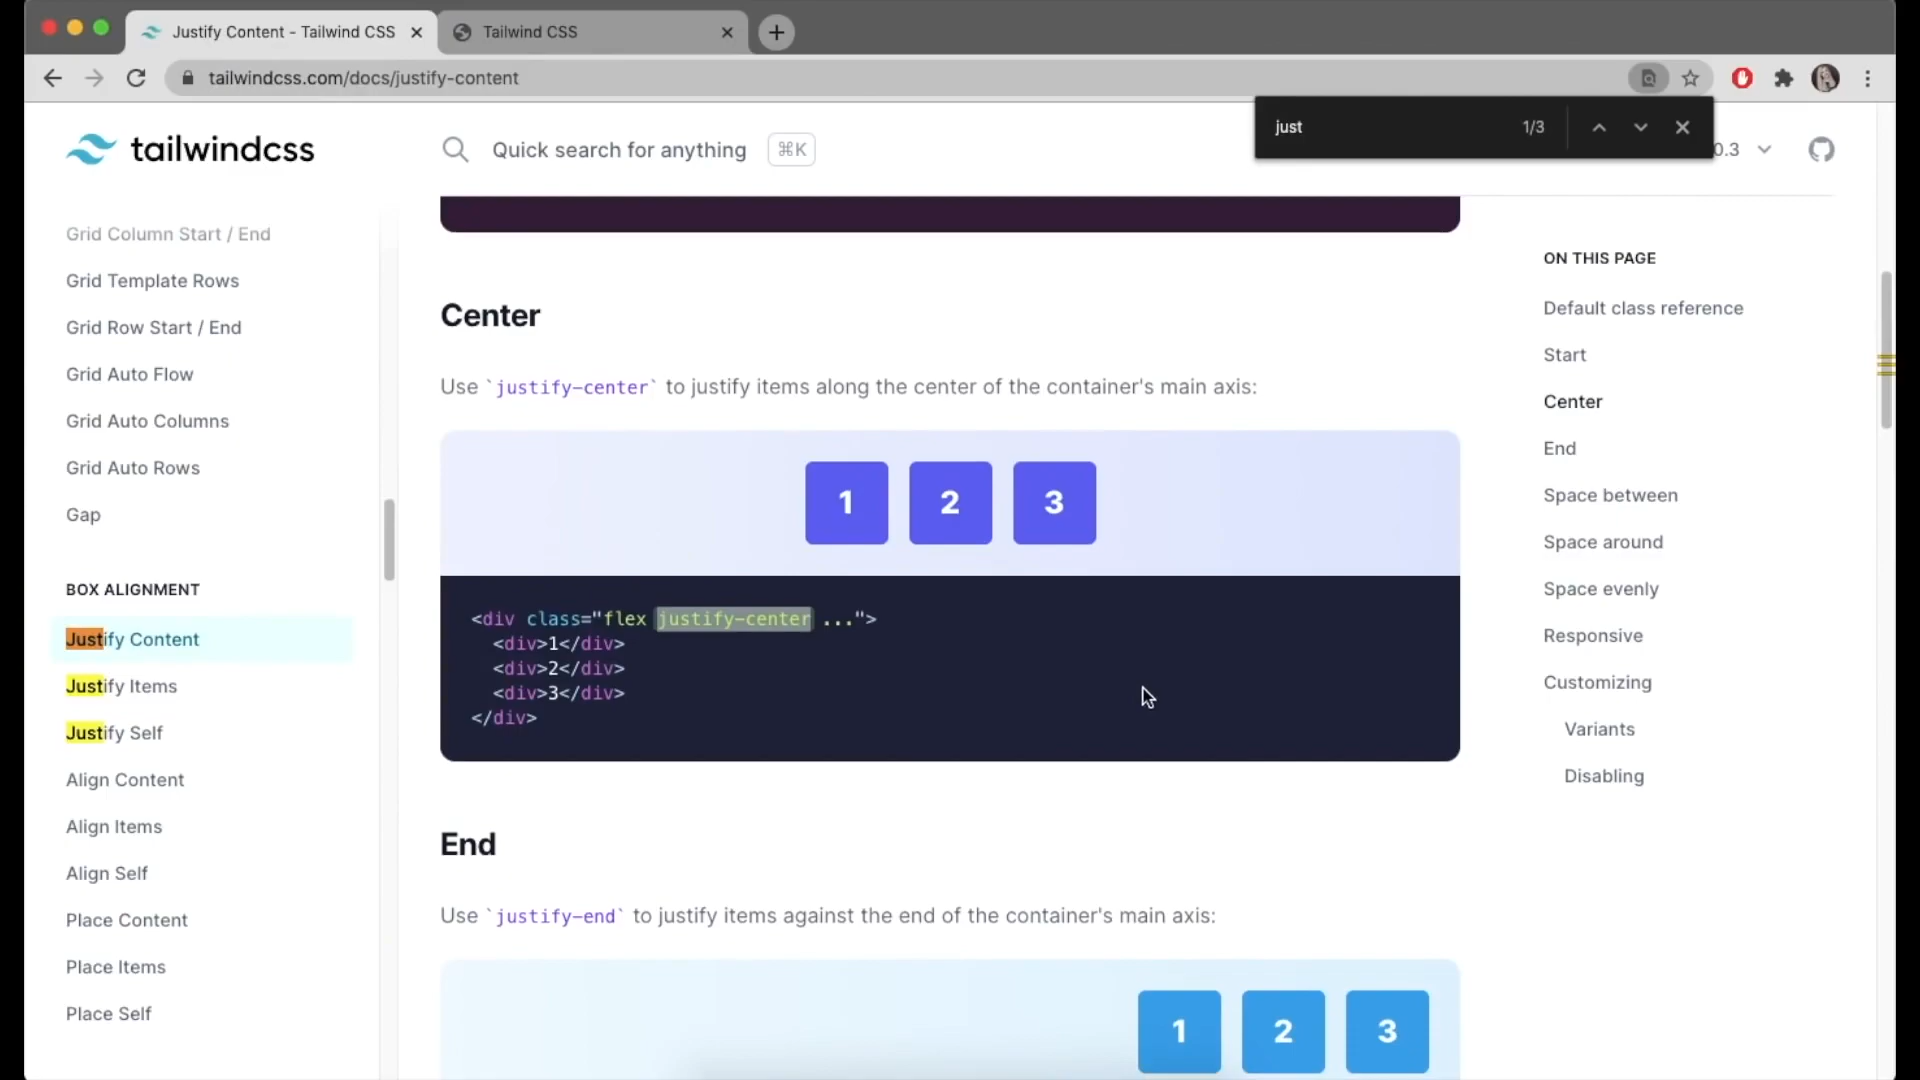 Justify Content - Tailwind CSS
Tailwind CSS
tailwindcss.com/docs/justify-content
just 1/3
tailwindcss
Quick search for anything ⌘K
0.3
Grid Column Start / End
Grid Template Rows
Grid Row Start / End
Grid Auto Flow
Grid Auto Columns
Grid Auto Rows
Gap
BOX ALIGNMENT
Justify Content
Justify Items
Justify Self
Align Content
Align Items
Align Self
Place Content
Place Items
Place Self
Center
Use `justify-center` to justify items along the center of the container's main axis:
1 2 3
<div class="flex justify-center ...">
<div>1</div>
<div>2</div>
<div>3</div>
</div>
End
Use `justify-end` to justify items against the end of the container's main axis:
1 2 3
ON THIS PAGE
Default class reference
Start
Center
End
Space between
Space around
Space evenly
Responsive
Customizing
Variants
Disabling